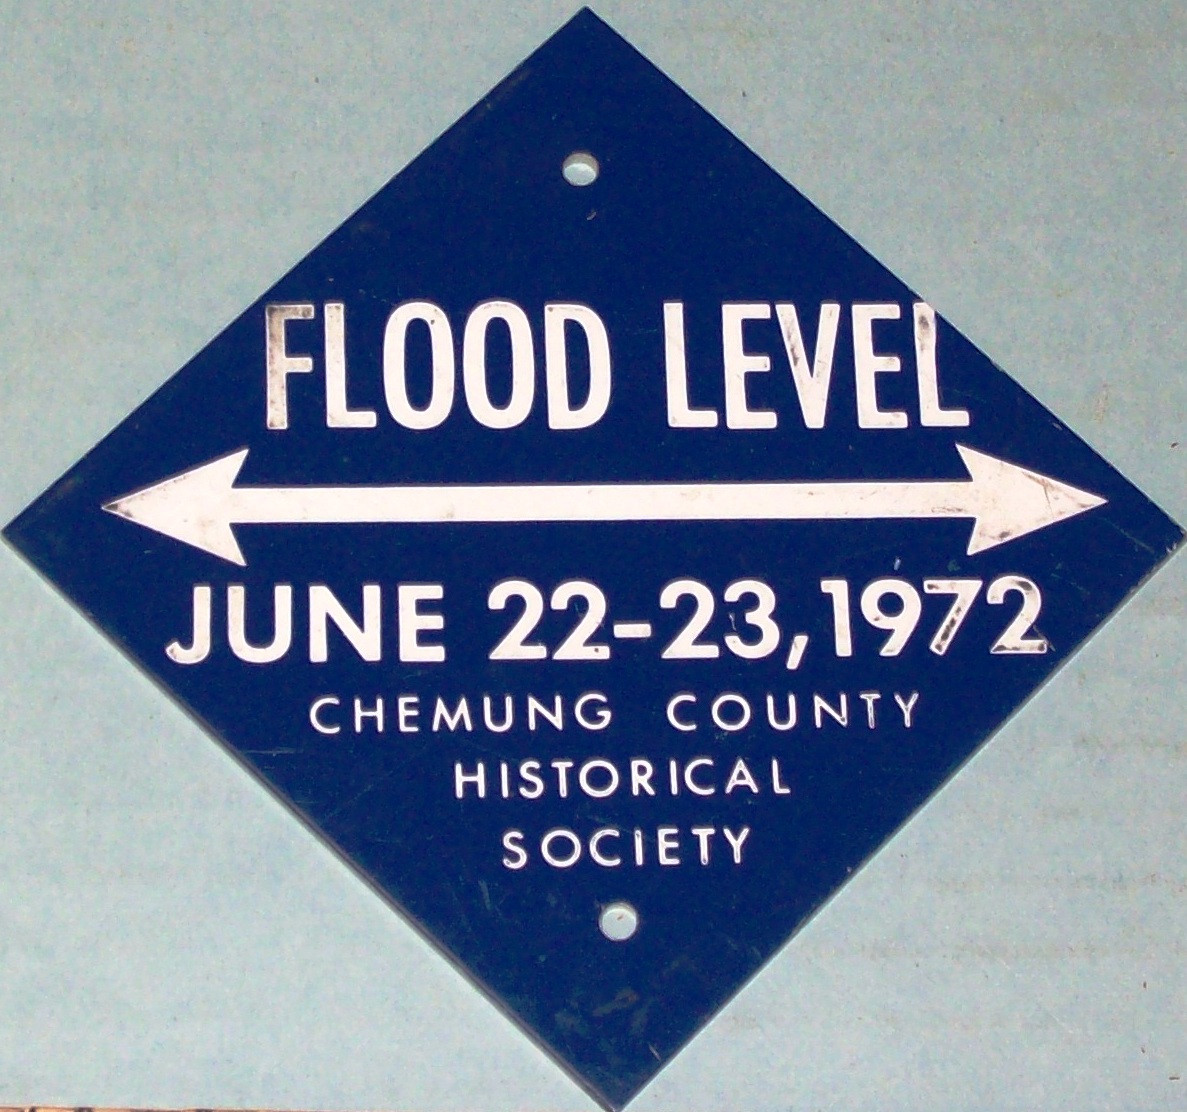 FLOOD LEVEL
JUNE 22-23, 1972
CHEMUNG COUNTY
HISTORICAL
SOCIETY